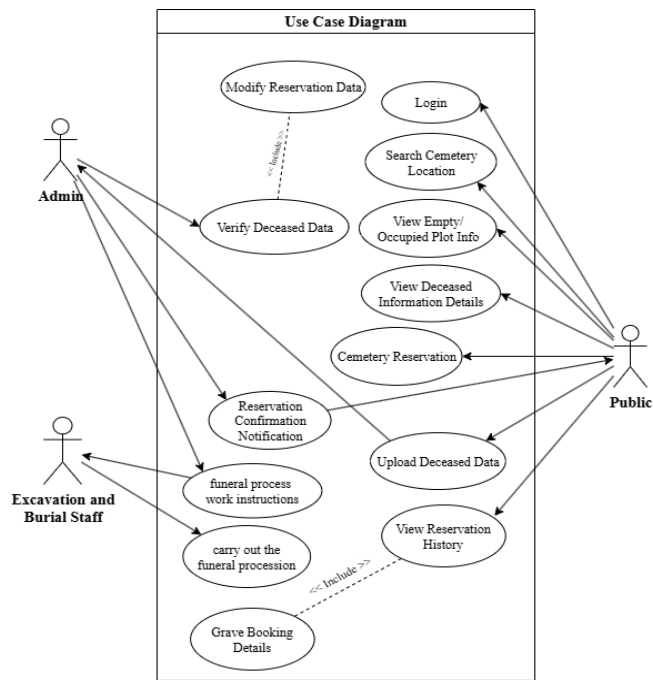 Use Case Diagram
Modify Reservation Data
Login
<< Include >>
Search Cemetery
Location
Admin
Verify Deceased Data
View Empty/
Occupied Plot Info
View Deceased
Information Details
Cemetery Reservation
Public
Reservation
Confirmation
Notification
Upload Deceased Data
Excavation and
Burial Staff
funeral process
work instructions
View Reservation
History
carry out the
funeral procession
<< Include >>
Grave Booking
Details